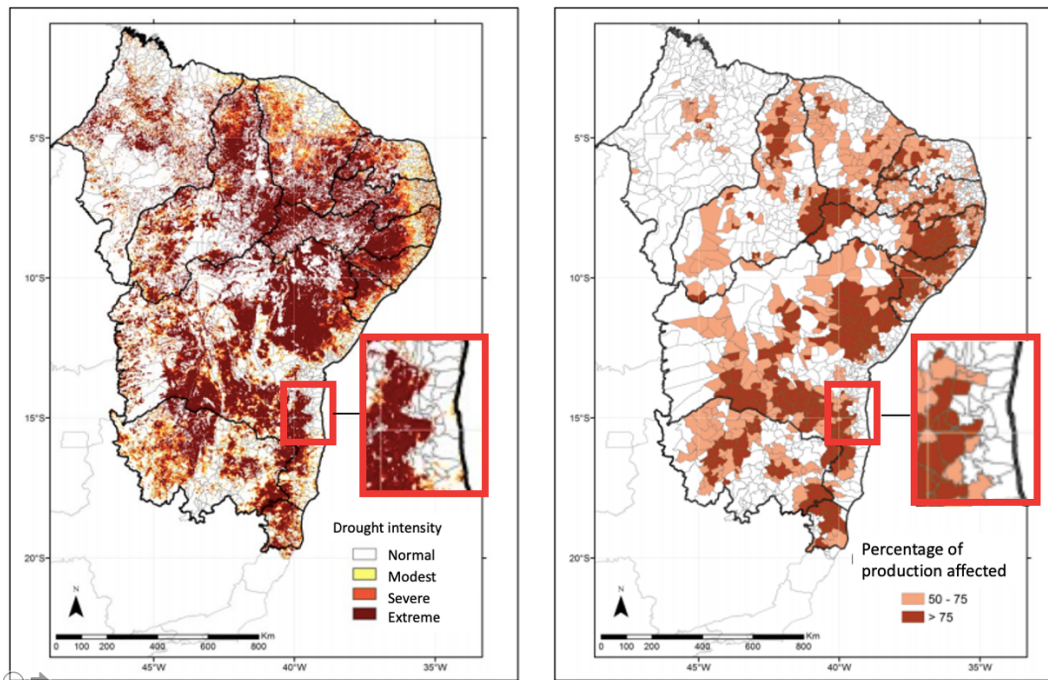 5°S
10°S
15°S
20°S
Drought intensity
Normal
Modest
Severe
Extreme
N
0 100 200 400 600 800 Km
45°W 40°W 35°W
5°S
10°S
15°S
20°S
Percentage of
production affected
50 - 75
> 75
N
0 100 200 400 600 800 Km
45°W 40°W 35°W